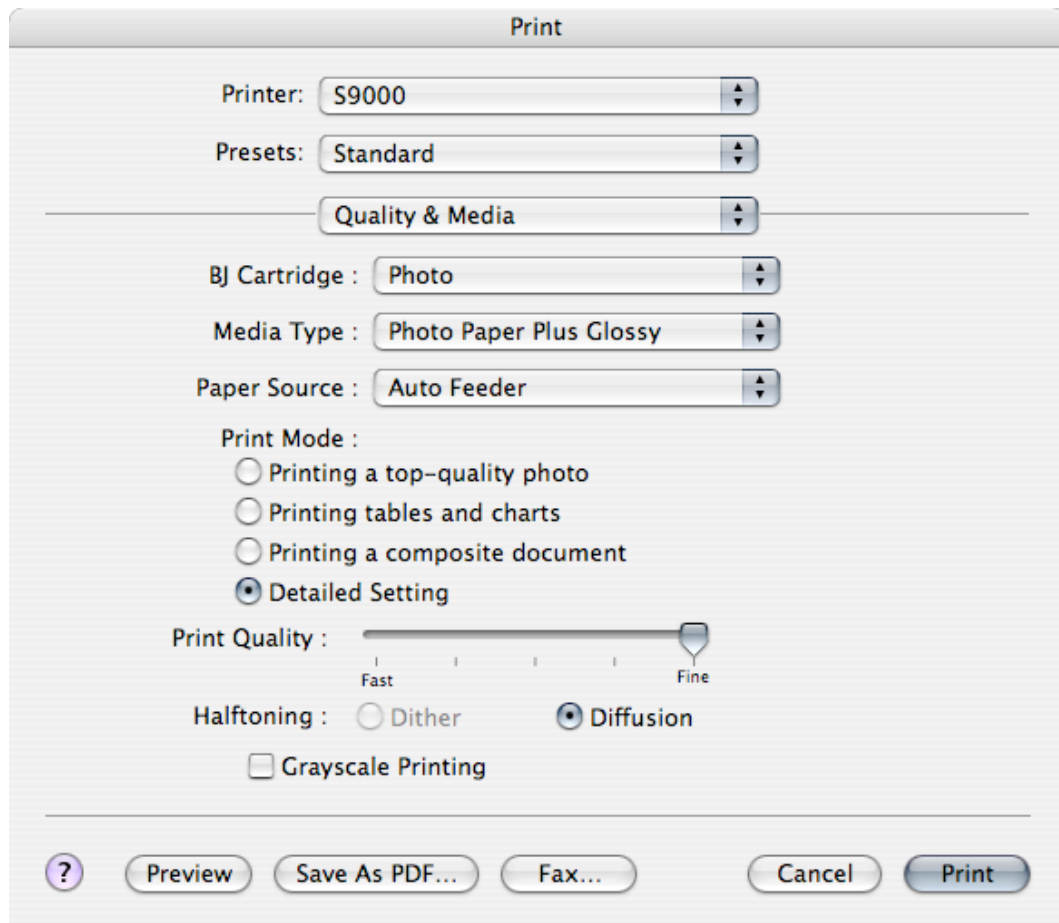 Print
Printer: S9000
Presets: Standard
Quality & Media
BJ Cartridge : Photo
Media Type : Photo Paper Plus Glossy
Paper Source : Auto Feeder
Print Mode :
Printing a top-quality photo
Printing tables and charts
Printing a composite document
Detailed Setting
Print Quality :
Fast Fine
Halftoning : Dither Diffusion
Grayscale Printing
? Preview Save As PDF... Fax... Cancel Print